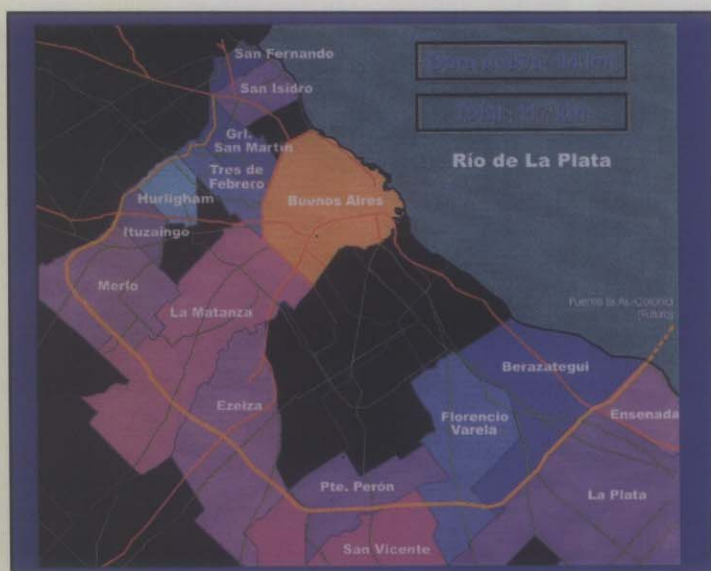 San Fernando
San Isidro
Grl.
San Martín
Tres de
Febrero
Río de La Plata
Hurligham
Buenos Aires
Ituzaingo
Merlo
La Matanza
(Futuro)
Berazategui
Ezeiza
Florencio
Varela
Ensenada
Pte. Perón
La Plata
San Vicente